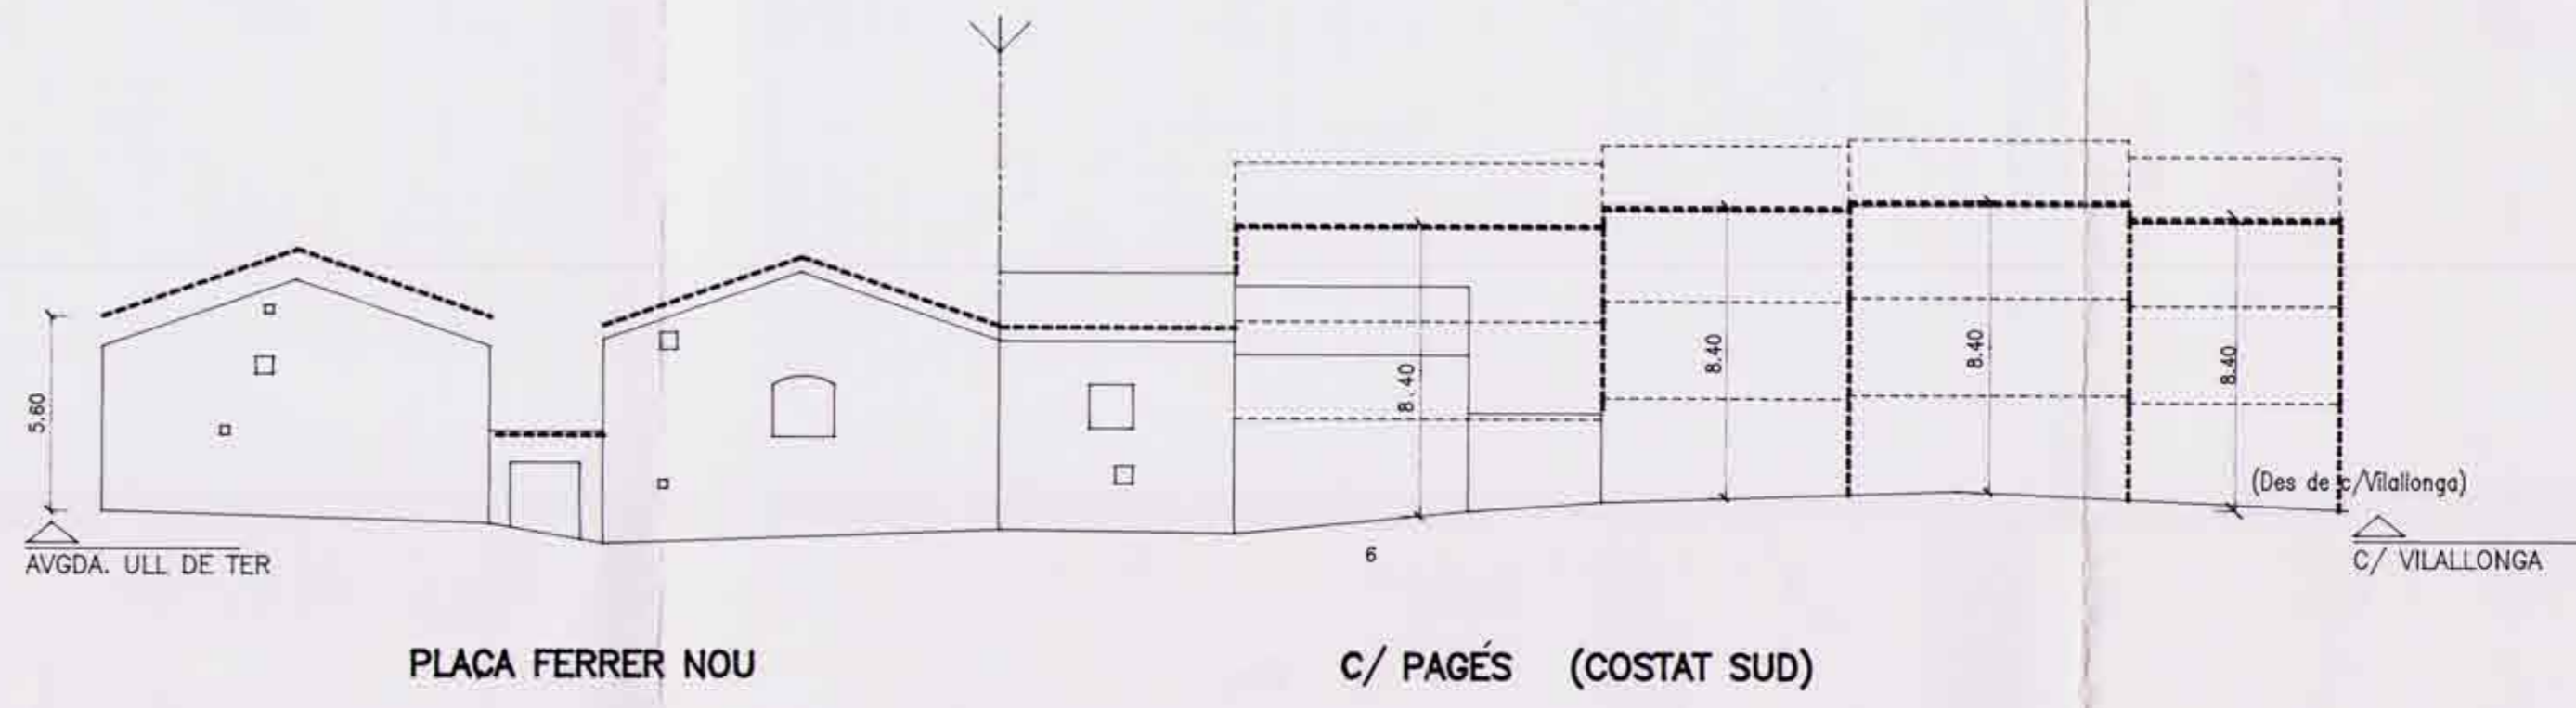 5.60
8.40
8.40
8.40
8.40
(Des de c/Vilallonga)
6
AVGDA. ULL DE TER
C/ VILALLONGA
PLAÇA FERRER NOU
C/ PAGÉS (COSTAT SUD)